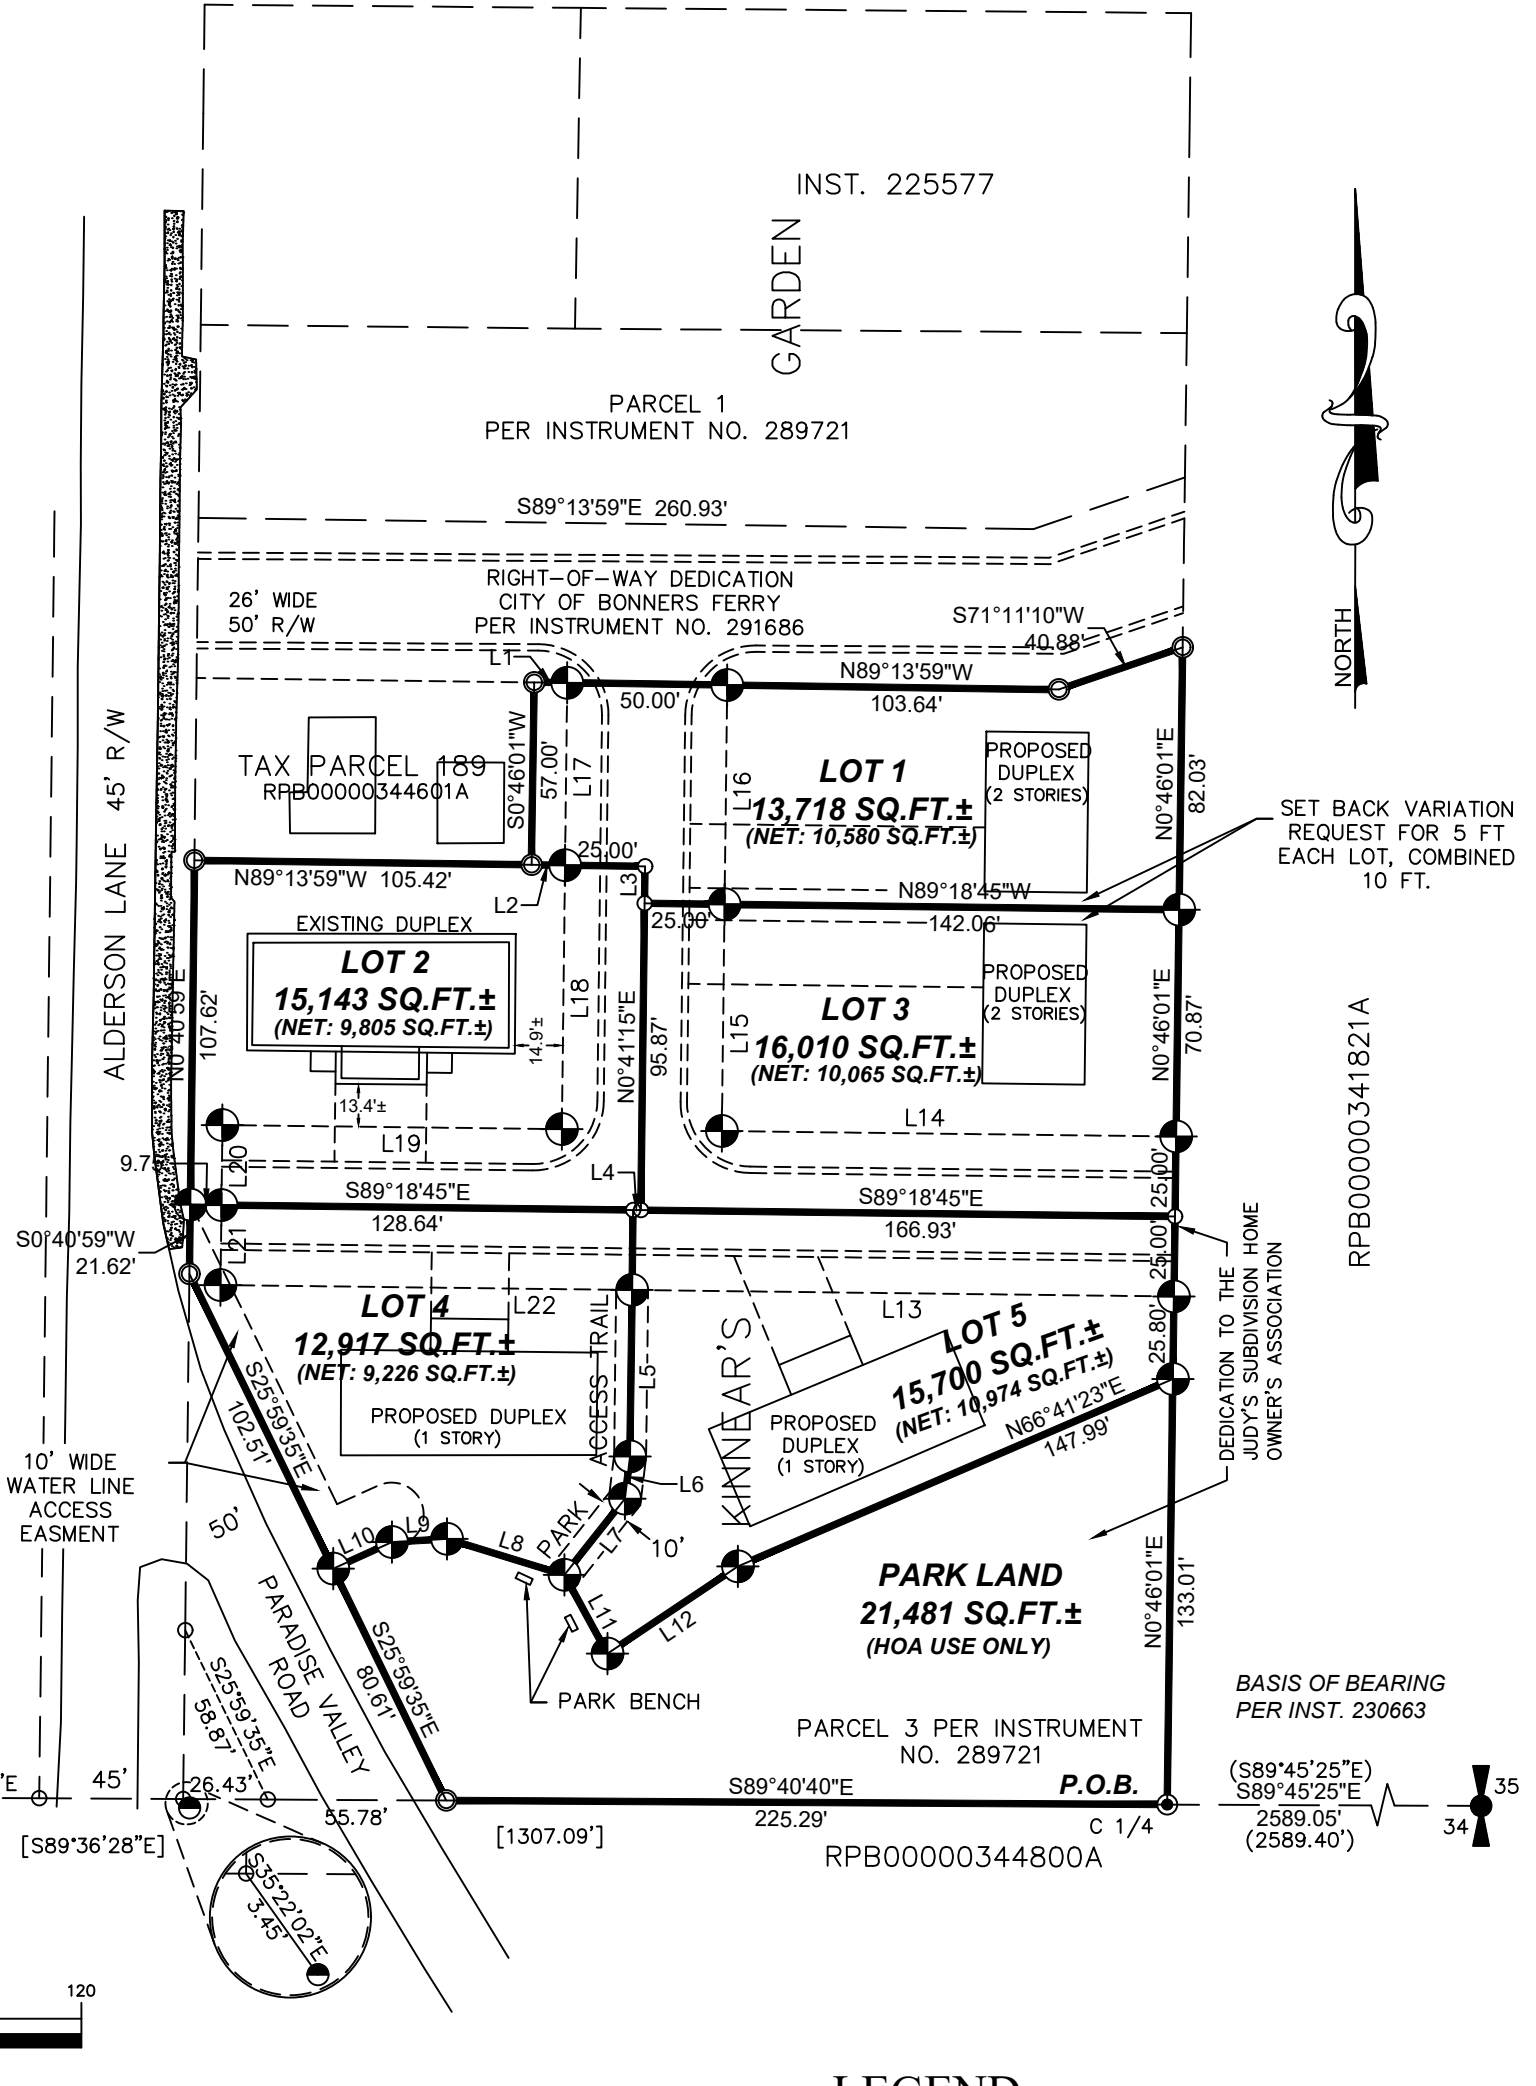 INST. 225577
GARDEN
PARCEL 1
PER INSTRUMENT NO. 289721
S89°13'59"E 260.93'
RIGHT-OF-WAY DEDICATION
CITY OF BONNERS FERRY
PER INSTRUMENT NO. 291686
26' WIDE
50' R/W
S71°11'10"W
40.88'
NORTH
L1
50.00'
N89°13'59"W
103.64'
ALDERSON LANE 45' R/W
TAX PARCEL 189
RPB00000344601A
S0°46'01"W
57.00'
L17
L16
LOT 1
13,718 SQ.FT.±
(NET: 10,580 SQ.FT.±)
PROPOSED
DUPLEX
(2 STORIES)
N0°46'01"E
82.03'
SET BACK VARIATION
REQUEST FOR 5 FT
EACH LOT, COMBINED
10 FT.
25.00'
N89°13'59"W 105.42'
L2
L3
25.00'
N89°18'45"W
142.06'
EXISTING DUPLEX
LOT 2
15,143 SQ.FT.±
(NET: 9,805 SQ.FT.±)
N0°40'59"E
107.62'
14.9'±
13.4'±
L18
N0°41'15"E
95.87'
L15
LOT 3
16,010 SQ.FT.±
(NET: 10,065 SQ.FT.±)
PROPOSED
DUPLEX
(2 STORIES)
N0°46'01"E
70.87'
RPB00000341821A
L19
L14
L20
L4
S89°18'45"E
128.64'
S89°18'45"E
166.93'
25.00'
25.00'
25.80'
S0°40'59"W
21.62'
L21
L22
L13
LOT 4
12,917 SQ.FT.±
(NET: 9,226 SQ.FT.±)
PROPOSED DUPLEX
(1 STORY)
PARK ACCESS TRAIL
L5
L6
L7
10'
KINNEAR'S
LOT 5
15,700 SQ.FT.±
(NET: 10,974 SQ.FT.±)
PROPOSED
DUPLEX
(1 STORY)
N66°41'23"E
147.99'
DEDICATION TO THE
JUDY'S SUBDIVISION HOME
OWNER'S ASSOCIATION
10' WIDE
WATER LINE
ACCESS
EASMENT
S25°59'35"E
102.51'
50'
L10
L9
L8
L11
L12
PARK BENCH
PARADISE VALLEY
ROAD
S25°59'35"E
80.61'
S25°59'35"E
58.87'
PARK LAND
21,481 SQ.FT.±
(HOA USE ONLY)
N0°46'01"E
133.01'
BASIS OF BEARING
PER INST. 230663
PARCEL 3 PER INSTRUMENT
NO. 289721
P.O.B.
C 1/4
S89°40'40"E
225.29'
(S89°45'25"E)
S89°45'25"E
2589.05'
(2589.40')
35
34
'E
45'
26.43'
55.78'
[S89°36'28"E]
[1307.09']
RPB00000344800A
S35°22'02"E
3.45'
120